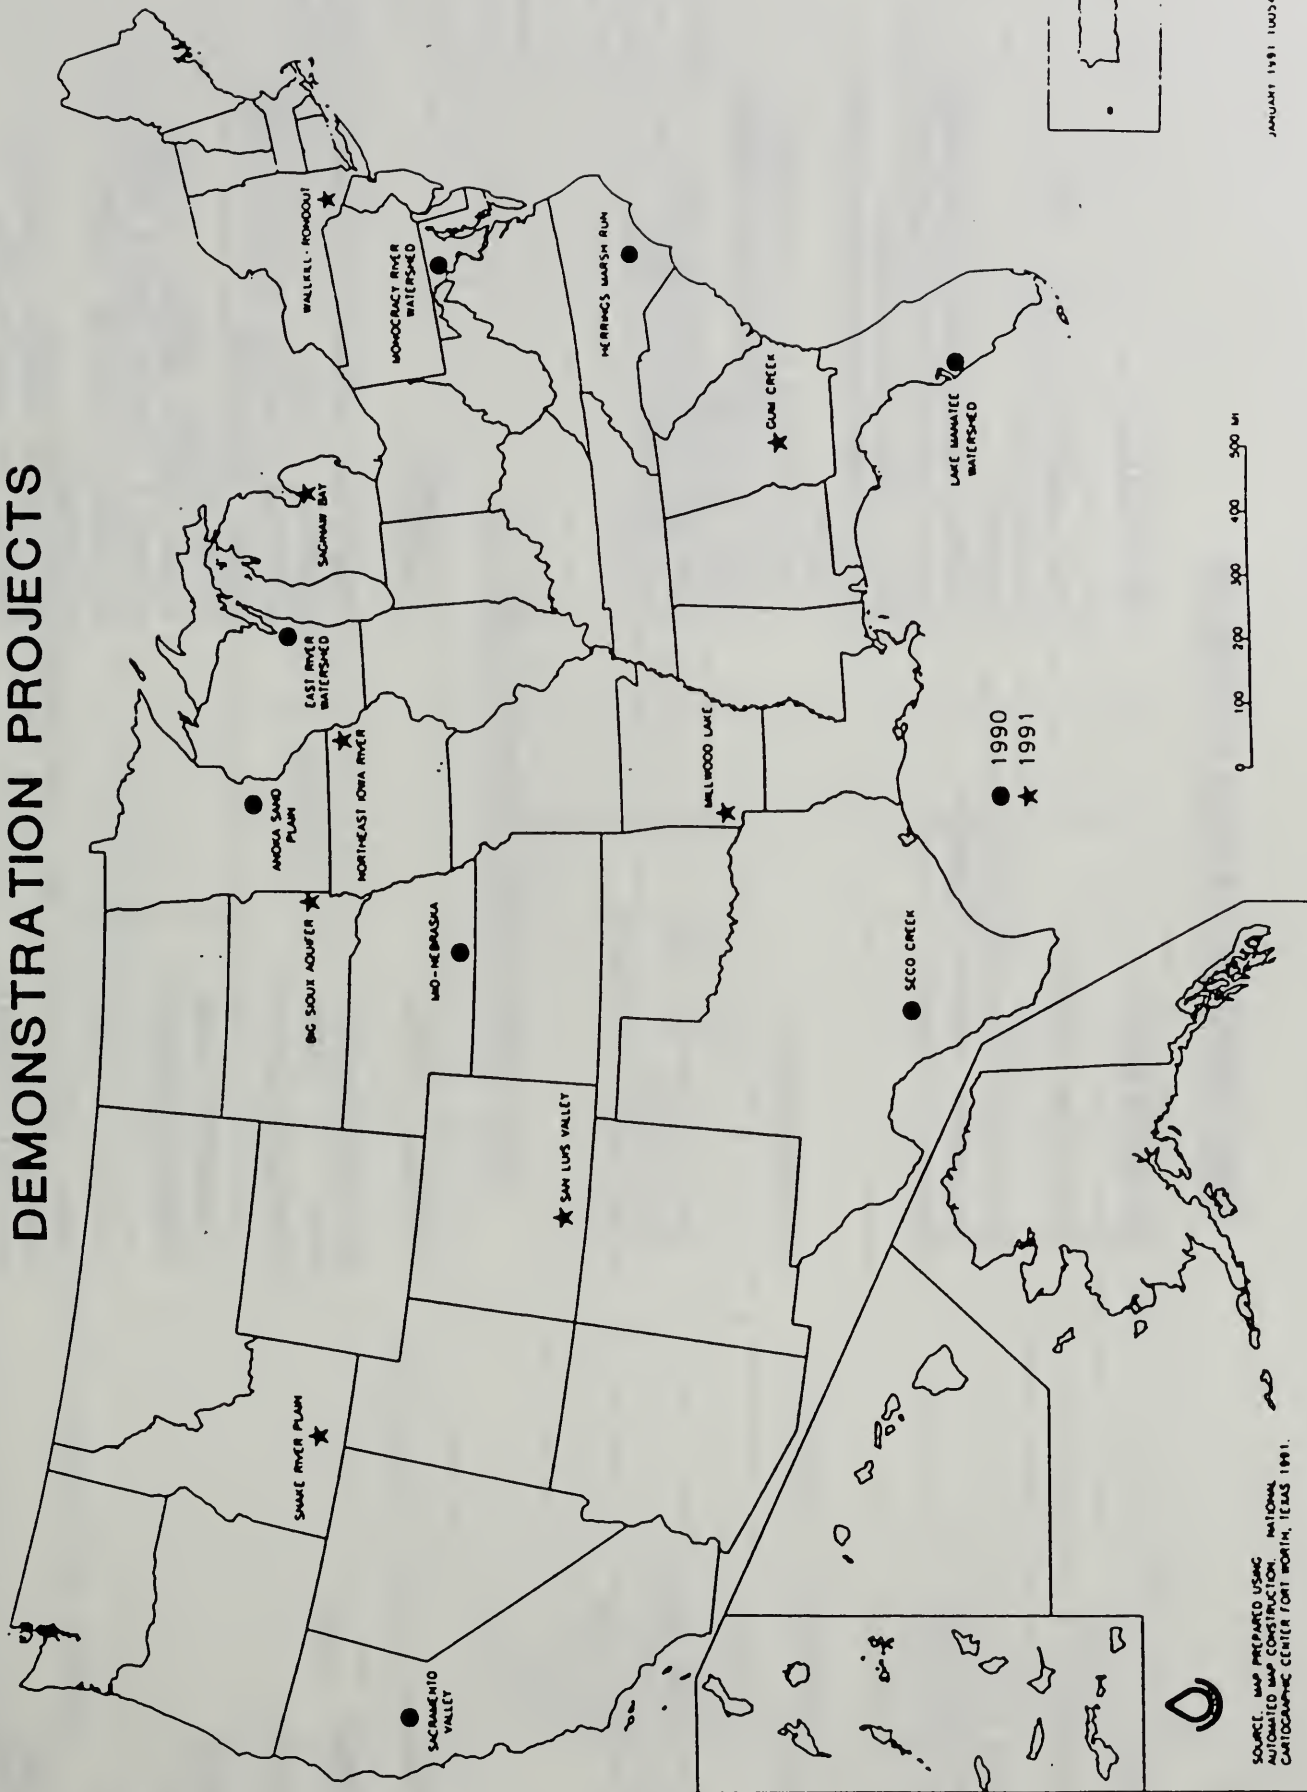 DEMONSTRATION PROJECTS
WALLKILL-RONDOUT
MONOCRACY RIVER
WATERSHED
HERRINGS MARSH RUN
GUM CREEK
LAKE MANATEE
WATERSHED
SAGINAW BAY
EAST RIVER
WATERSHED
ANOKA SAND
PLAIN
NORTHEAST IOWA RIVER
BIG SIOUX AQUIFER
MID-NEBRASKA
MILLWOOD LAKE
SECO CREEK
SAN LUIS VALLEY
SNAKE RIVER PLAIN
SACRAMENTO
VALLEY
● 1990
★ 1991
0 100 200 300 400 500 MI
SOURCE. MAP PREPARED USING
AUTOMATED MAP CONSTRUCTION. NATIONAL
CARTOGRAPHIC CENTER FORT WORTH, TEXAS 1991.
JANUARY 1991